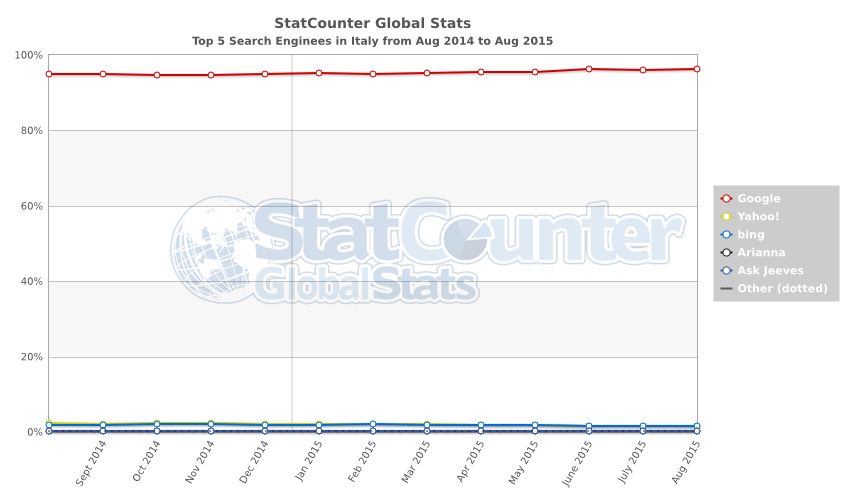 StatCounter Global Stats
Top 5 Search Enginees in Italy from Aug 2014 to Aug 2015
100%
80%
60%
40%
20%
0%
StatCounter
GlobalStats
Google
Yahoo!
bing
Arianna
Ask Jeeves
Other (dotted)
Sept 2014
Oct 2014
Nov 2014
Dec 2014
Jan 2015
Feb 2015
Mar 2015
Apr 2015
May 2015
June 2015
July 2015
Aug 2015